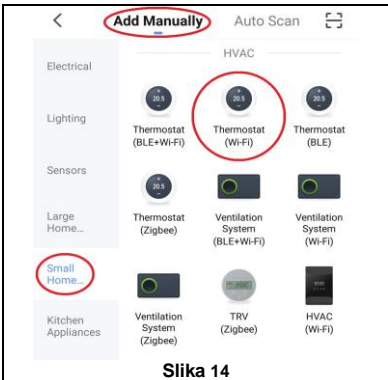 Add Manually
Auto Scan
HVAC
Electrical
Lighting
Sensors
Large
Home...
Small
Home...
Kitchen
Appliances
20.5
20.5
20.5
Thermostat
(BLE+Wi-Fi)
Thermostat
(Wi-Fi)
Thermostat
(BLE)
20.5
Thermostat
(Zigbee)
Ventilation
System
(BLE+Wi-Fi)
Ventilation
System
(Wi-Fi)
Ventilation
System
(Zigbee)
TRV
(Zigbee)
HVAC
(Wi-Fi)
Slika 14